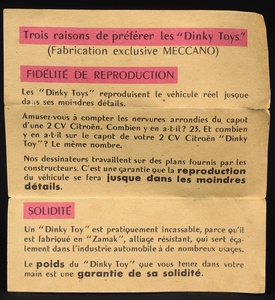 Trois raisons de préférer les "Dinky Toys"
(Fabrication exclusive MECCANO)
FIDÉLITÉ DE REPRODUCTION
Les "Dinky Toys" reproduisent le véhicule réel jusque
dans ses moindres détails.
Amusez-vous à compter les nervures arrondies du capot
d'une 2 CV Citroën. Combien y en a-t-il ? 23. Et combien
y en a-t-il sur le capot de votre 2 CV Citroën "Dinky
Toy" ? Le même nombre.
Nos dessinateurs travaillent sur des plans fournis par les
constructeurs. C'est une garantie que la reproduction
du véhicule se fera jusque dans les moindres
détails.
SOLIDITÉ
Un "Dinky Toy" est pratiquement incassable, parce qu'il
est fabriqué en "Zamak", alliage résistant, qui sert éga-
lement dans l'industrie automobile à de nombreux usages.
Le poids du "Dinky Toy" que vous tenez dans votre
main est une garantie de sa solidité.